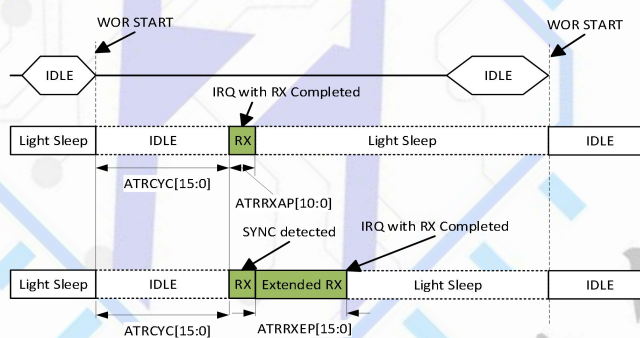 WOR START
WOR START
IDLE
IDLE
IRQ with RX Completed
Light Sleep IDLE RX Light Sleep IDLE
ATRCYC[15:0]
ATRRXAP[10:0]
SYNC detected
IRQ with RX Completed
Light Sleep IDLE RX Extended RX Light Sleep IDLE
ATRCYC[15:0]
ATRRXEP[15:0]